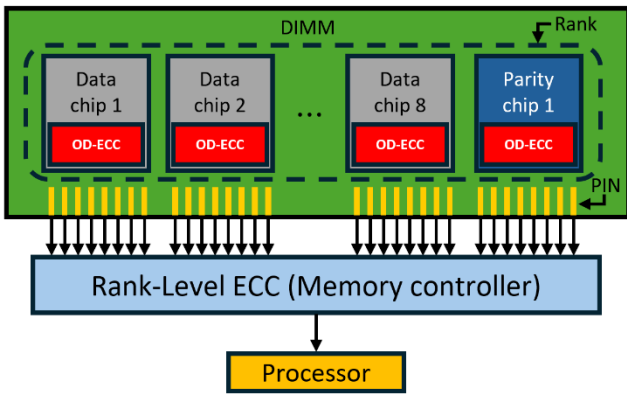 DIMM
Rank
Data
chip 1
OD-ECC
Data
chip 2
OD-ECC
...
Data
chip 8
OD-ECC
Parity
chip 1
OD-ECC
PIN
Rank-Level ECC (Memory controller)
Processor